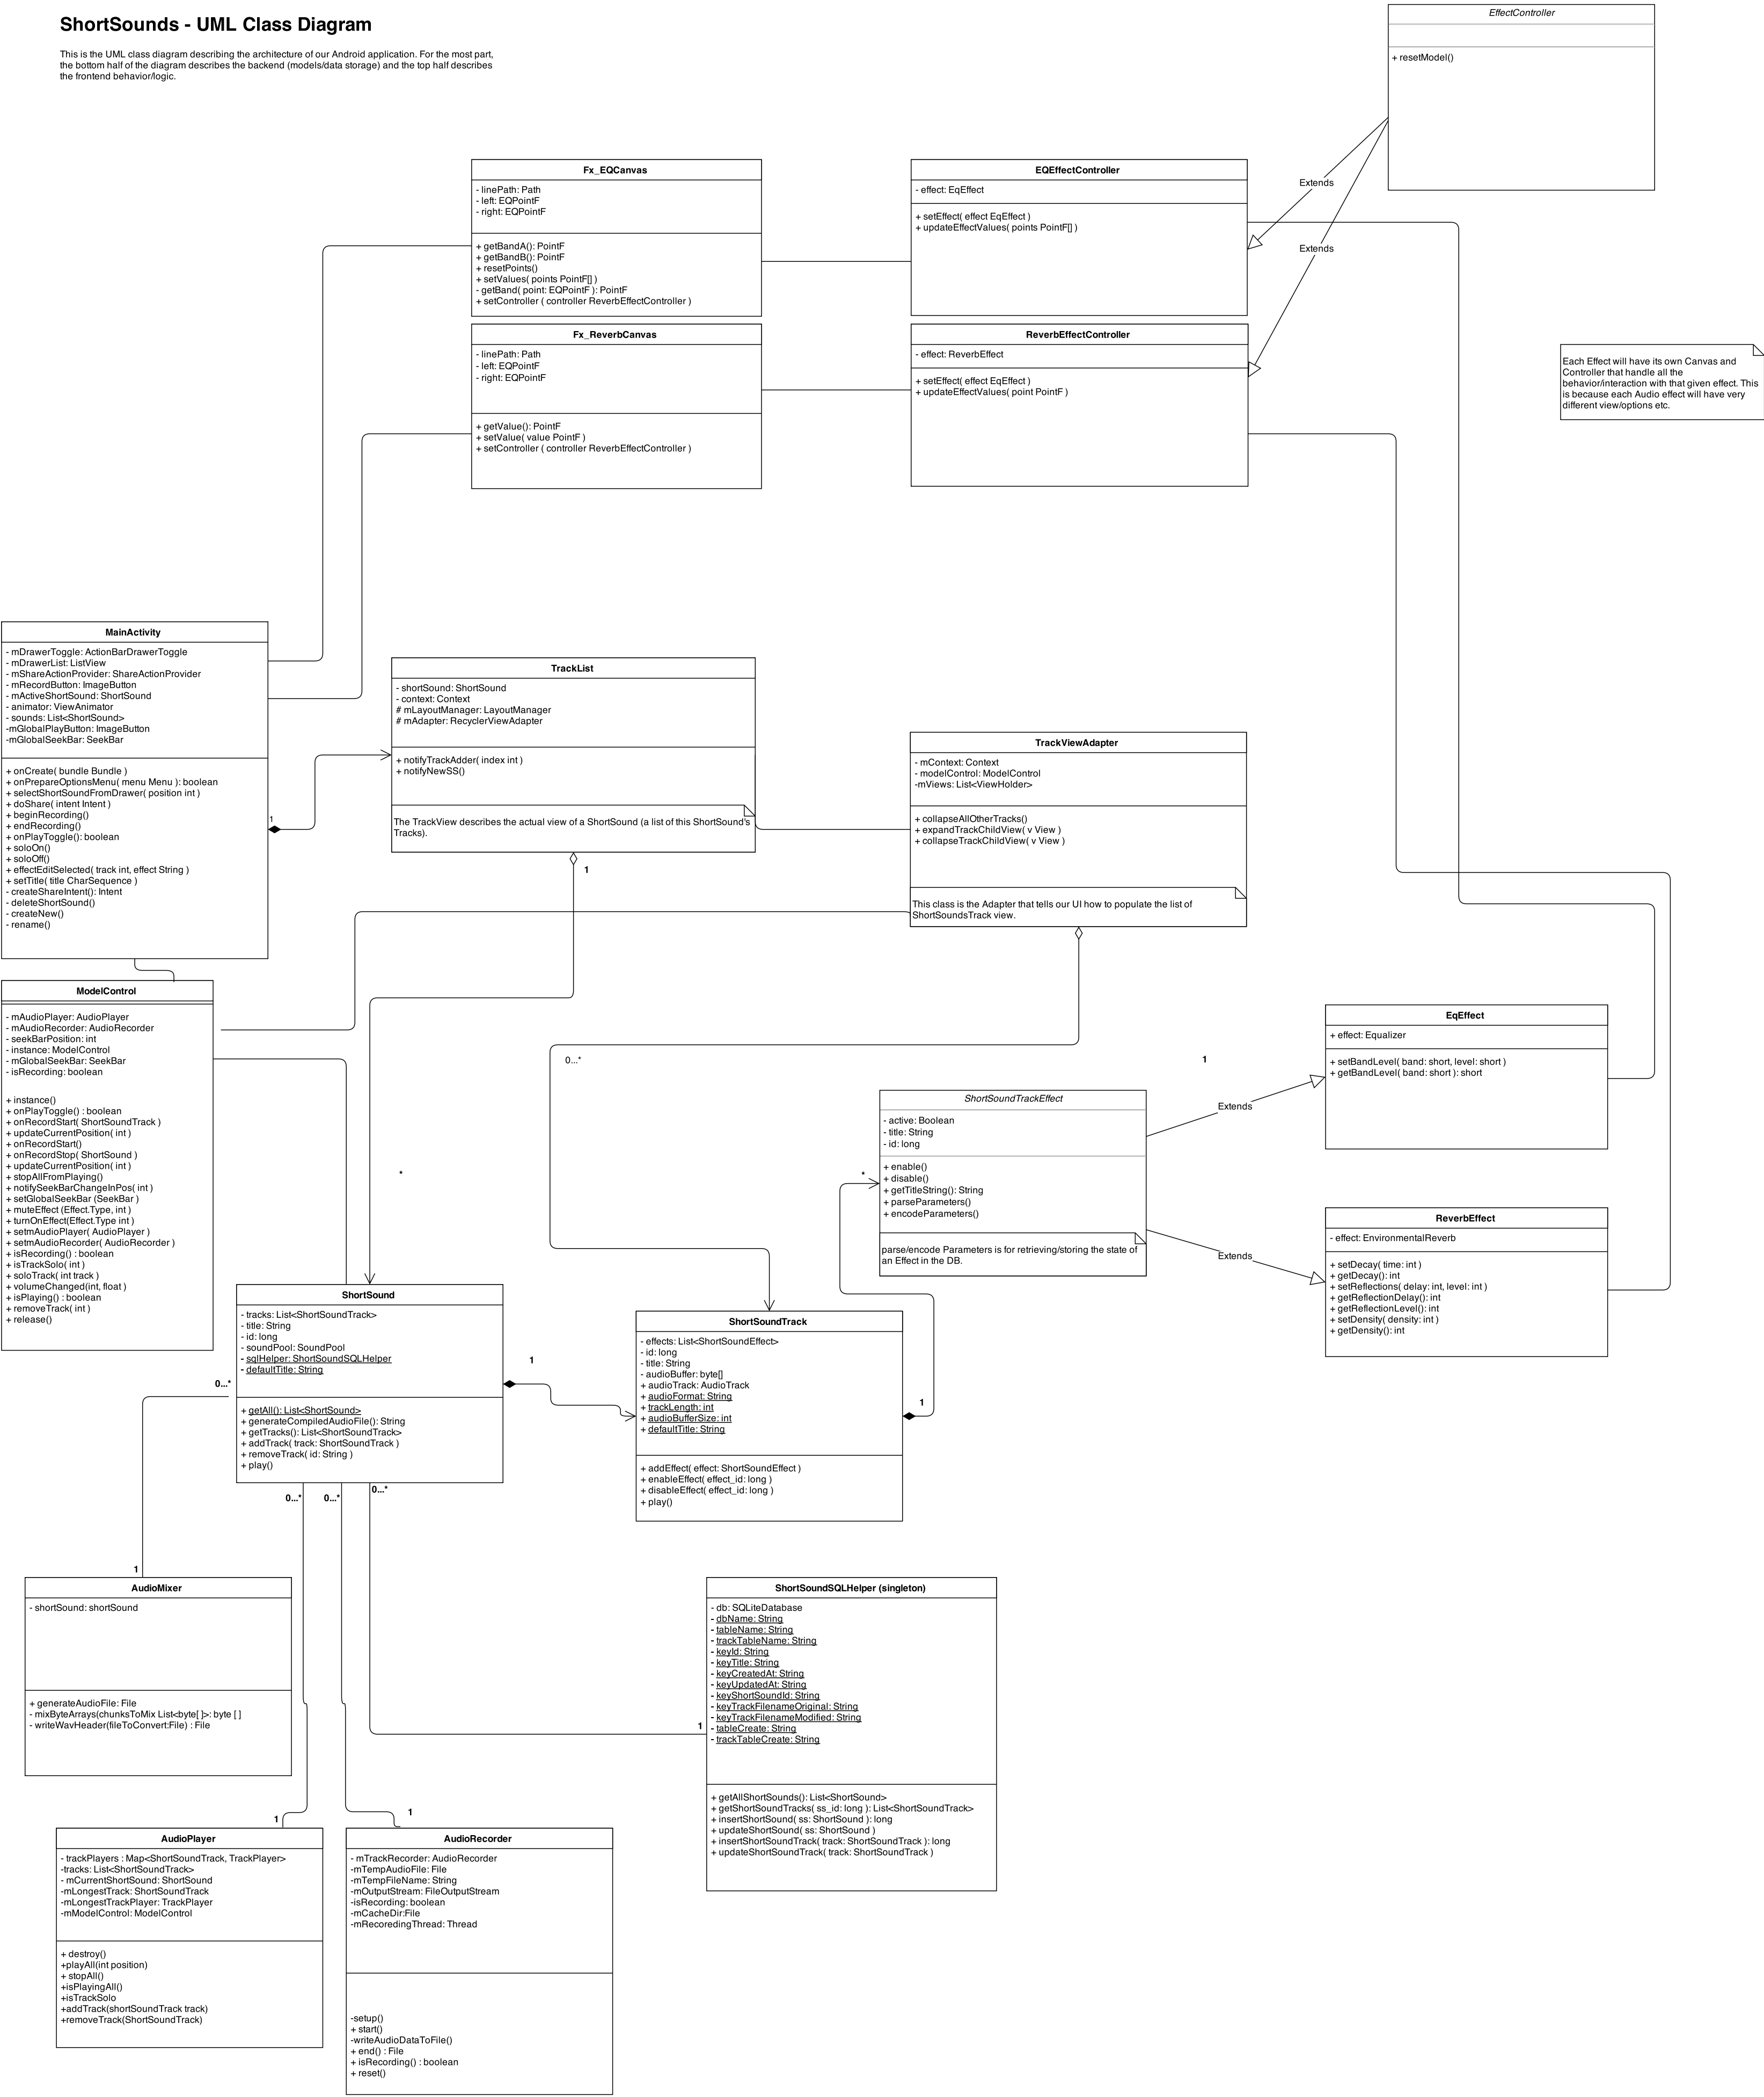 ShortSounds - UML Class Diagram
This is the UML class diagram describing the architecture of our Android application. For the most part,
the bottom half of the diagram describes the backend (models/data storage) and the top half describes
the frontend behavior/logic.
EffectController
+ resetModel()
Extends
Extends
Fx_EQCanvas
- linePath: Path
- left: EQPointF
- right: EQPointF
+ getBandA(): PointF
+ getBandB(): PointF
+ resetPoints()
+ setValues( points PointF[] )
- getBand( point: EQPointF ): PointF
+ setController ( controller ReverbEffectController )
EQEffectController
- effect: EqEffect
+ setEffect( effect EqEffect )
+ updateEffectValues( points PointF[] )
Fx_ReverbCanvas
- linePath: Path
- left: EQPointF
- right: EQPointF
+ getValue(): PointF
+ setValue( value PointF )
+ setController ( controller ReverbEffectController )
ReverbEffectController
- effect: ReverbEffect
+ setEffect( effect EqEffect )
+ updateEffectValues( point PointF )
Each Effect will have its own Canvas and
Controller that handle all the
behavior/interaction with that given effect. This
is because each Audio effect will have very
different view/options etc.
MainActivity
- mDrawerToggle: ActionBarDrawerToggle
- mDrawerList: ListView
- mShareActionProvider: ShareActionProvider
- mRecordButton: ImageButton
- mActiveShortSound: ShortSound
- animator: ViewAnimator
- sounds: List<ShortSound>
-mGlobalPlayButton: ImageButton
-mGlobalSeekBar: SeekBar
+ onCreate( bundle Bundle )
+ onPrepareOptionsMenu( menu Menu ): boolean
+ selectShortSoundFromDrawer( position int )
+ doShare( intent Intent )
+ beginRecording()
+ endRecording()
+ onPlayToggle(): boolean
+ soloOn()
+ soloOff()
+ effectEditSelected( track int, effect String )
+ setTitle( title CharSequence )
- createShareIntent(): Intent
- deleteShortSound()
- createNew()
- rename()
1
TrackList
- shortSound: ShortSound
- context: Context
# mLayoutManager: LayoutManager
# mAdapter: RecyclerViewAdapter
+ notifyTrackAdder( index int )
+ notifyNewSS()
The TrackView describes the actual view of a ShortSound (a list of this ShortSound's
Tracks).
1
TrackViewAdapter
- mContext: Context
- modelControl: ModelControl
-mViews: List<ViewHolder>
+ collapseAllOtherTracks()
+ expandTrackChildView( v View )
+ collapseTrackChildView( v View )
This class is the Adapter that tells our UI how to populate the list of
ShortSoundsTrack view.
ModelControl
- mAudioPlayer: AudioPlayer
- mAudioRecorder: AudioRecorder
- seekBarPosition: int
- instance: ModelControl
- mGlobalSeekBar: SeekBar
- isRecording: boolean
+ instance()
+ onPlayToggle() : boolean
+ onRecordStart( ShortSoundTrack )
+ updateCurrentPosition( int )
+ onRecordStart()
+ onRecordStop( ShortSound )
+ updateCurrentPosition( int )
+ stopAllFromPlaying()
+ notifySeekBarChangeInPos( int )
+ setGlobalSeekBar (SeekBar )
+ muteEffect (Effect.Type, int )
+ turnOnEffect(Effect.Type int )
+ setmAudioPlayer( AudioPlayer )
+ setmAudioRecorder( AudioRecorder )
+ isRecording() : boolean
+ isTrackSolo( int )
+ soloTrack( int track )
+ volumeChanged(int, float )
+ isPlaying() : boolean
+ removeTrack( int )
+ release()
0...*
*
1
ShortSoundTrackEffect
- active: Boolean
- title: String
- id: long
+ enable()
+ disable()
+ getTitleString(): String
+ parseParameters()
+ encodeParameters()
parse/encode Parameters is for retrieving/storing the state of
an Effect in the DB.
*
Extends
Extends
EqEffect
+ effect: Equalizer
+ setBandLevel( band: short, level: short )
+ getBandLevel( band: short ): short
ReverbEffect
- effect: EnvironmentalReverb
+ setDecay( time: int )
+ getDecay(): int
+ setReflections( delay: int, level: int )
+ getReflectionDelay(): int
+ getReflectionLevel(): int
+ setDensity( density: int )
+ getDensity(): int
ShortSound
- tracks: List<ShortSoundTrack>
- title: String
- id: long
- soundPool: SoundPool
- sqlHelper: ShortSoundSQLHelper
- defaultTitle: String
+ getAll(): List<ShortSound>
+ generateCompiledAudioFile(): String
+ getTracks(): List<ShortSoundTrack>
+ addTrack( track: ShortSoundTrack )
+ removeTrack( id: String )
+ play()
1
0...*
0...*
0...*
0...*
ShortSoundTrack
- effects: List<ShortSoundEffect>
- id: long
- title: String
- audioBuffer: byte[]
+ audioTrack: AudioTrack
+ audioFormat: String
+ trackLength: int
+ audioBufferSize: int
+ defaultTitle: String
+ addEffect( effect: ShortSoundEffect )
+ enableEffect( effect_id: long )
+ disableEffect( effect_id: long )
+ play()
1
1
AudioMixer
- shortSound: shortSound
+ generateAudioFile: File
- mixByteArrays(chunksToMix List<byte[ ]>: byte [ ]
- writeWavHeader(fileToConvert:File) : File
ShortSoundSQLHelper (singleton)
- db: SQLiteDatabase
- dbName: String
- tableName: String
- trackTableName: String
- keyId: String
- keyTitle: String
- keyCreatedAt: String
- keyUpdatedAt: String
- keyShortSoundId: String
- keyTrackFilenameOriginal: String
- keyTrackFilenameModified: String
- tableCreate: String
- trackTableCreate: String
+ getAllShortSounds(): List<ShortSound>
+ getShortSoundTracks( ss_id: long ): List<ShortSoundTrack>
+ insertShortSound( ss: ShortSound ): long
+ updateShortSound( ss: ShortSound )
+ insertShortSoundTrack( track: ShortSoundTrack ): long
+ updateShortSoundTrack( track: ShortSoundTrack )
1
1
1
AudioPlayer
- trackPlayers : Map<ShortSoundTrack, TrackPlayer>
-tracks: List<ShortSoundTrack>
- mCurrentShortSound: ShortSound
-mLongestTrack: ShortSoundTrack
-mLongestTrackPlayer: TrackPlayer
-mModelControl: ModelControl
+ destroy()
+playAll(int position)
+ stopAll()
+isPlayingAll()
+isTrackSolo
+addTrack(shortSoundTrack track)
+removeTrack(ShortSoundTrack)
AudioRecorder
- mTrackRecorder: AudioRecorder
-mTempAudioFile: File
-mTempFileName: String
-mOutputStream: FileOutputStream
-isRecording: boolean
-mCacheDir:File
-mRecoredingThread: Thread
-setup()
+ start()
-writeAudioDataToFile()
+ end() : File
+ isRecording() : boolean
+ reset()